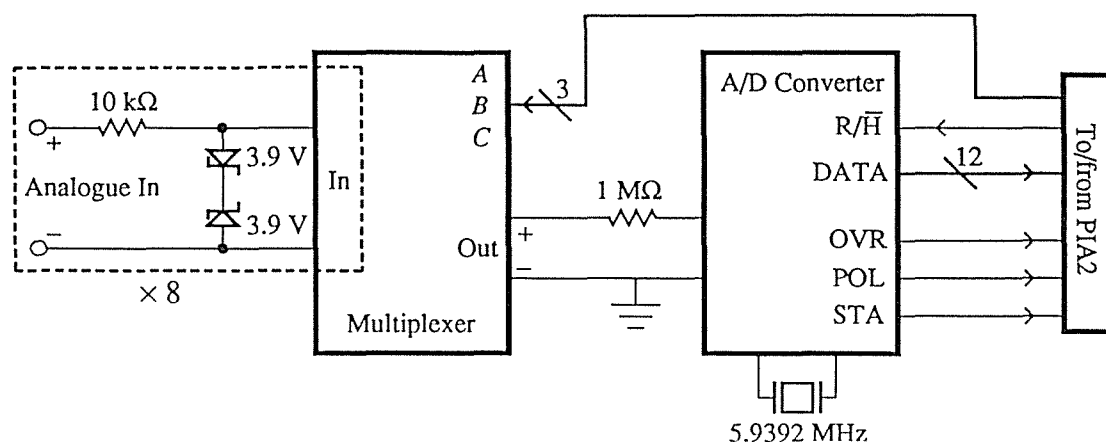 10 kΩ
+
Analogue In
−
3.9 V
3.9 V
In
× 8
A
B
C
3
Out
+
−
Multiplexer
1 MΩ
A/D Converter
R/H̅
DATA
12
OVR
POL
STA
5.9392 MHz
To/from PIA2